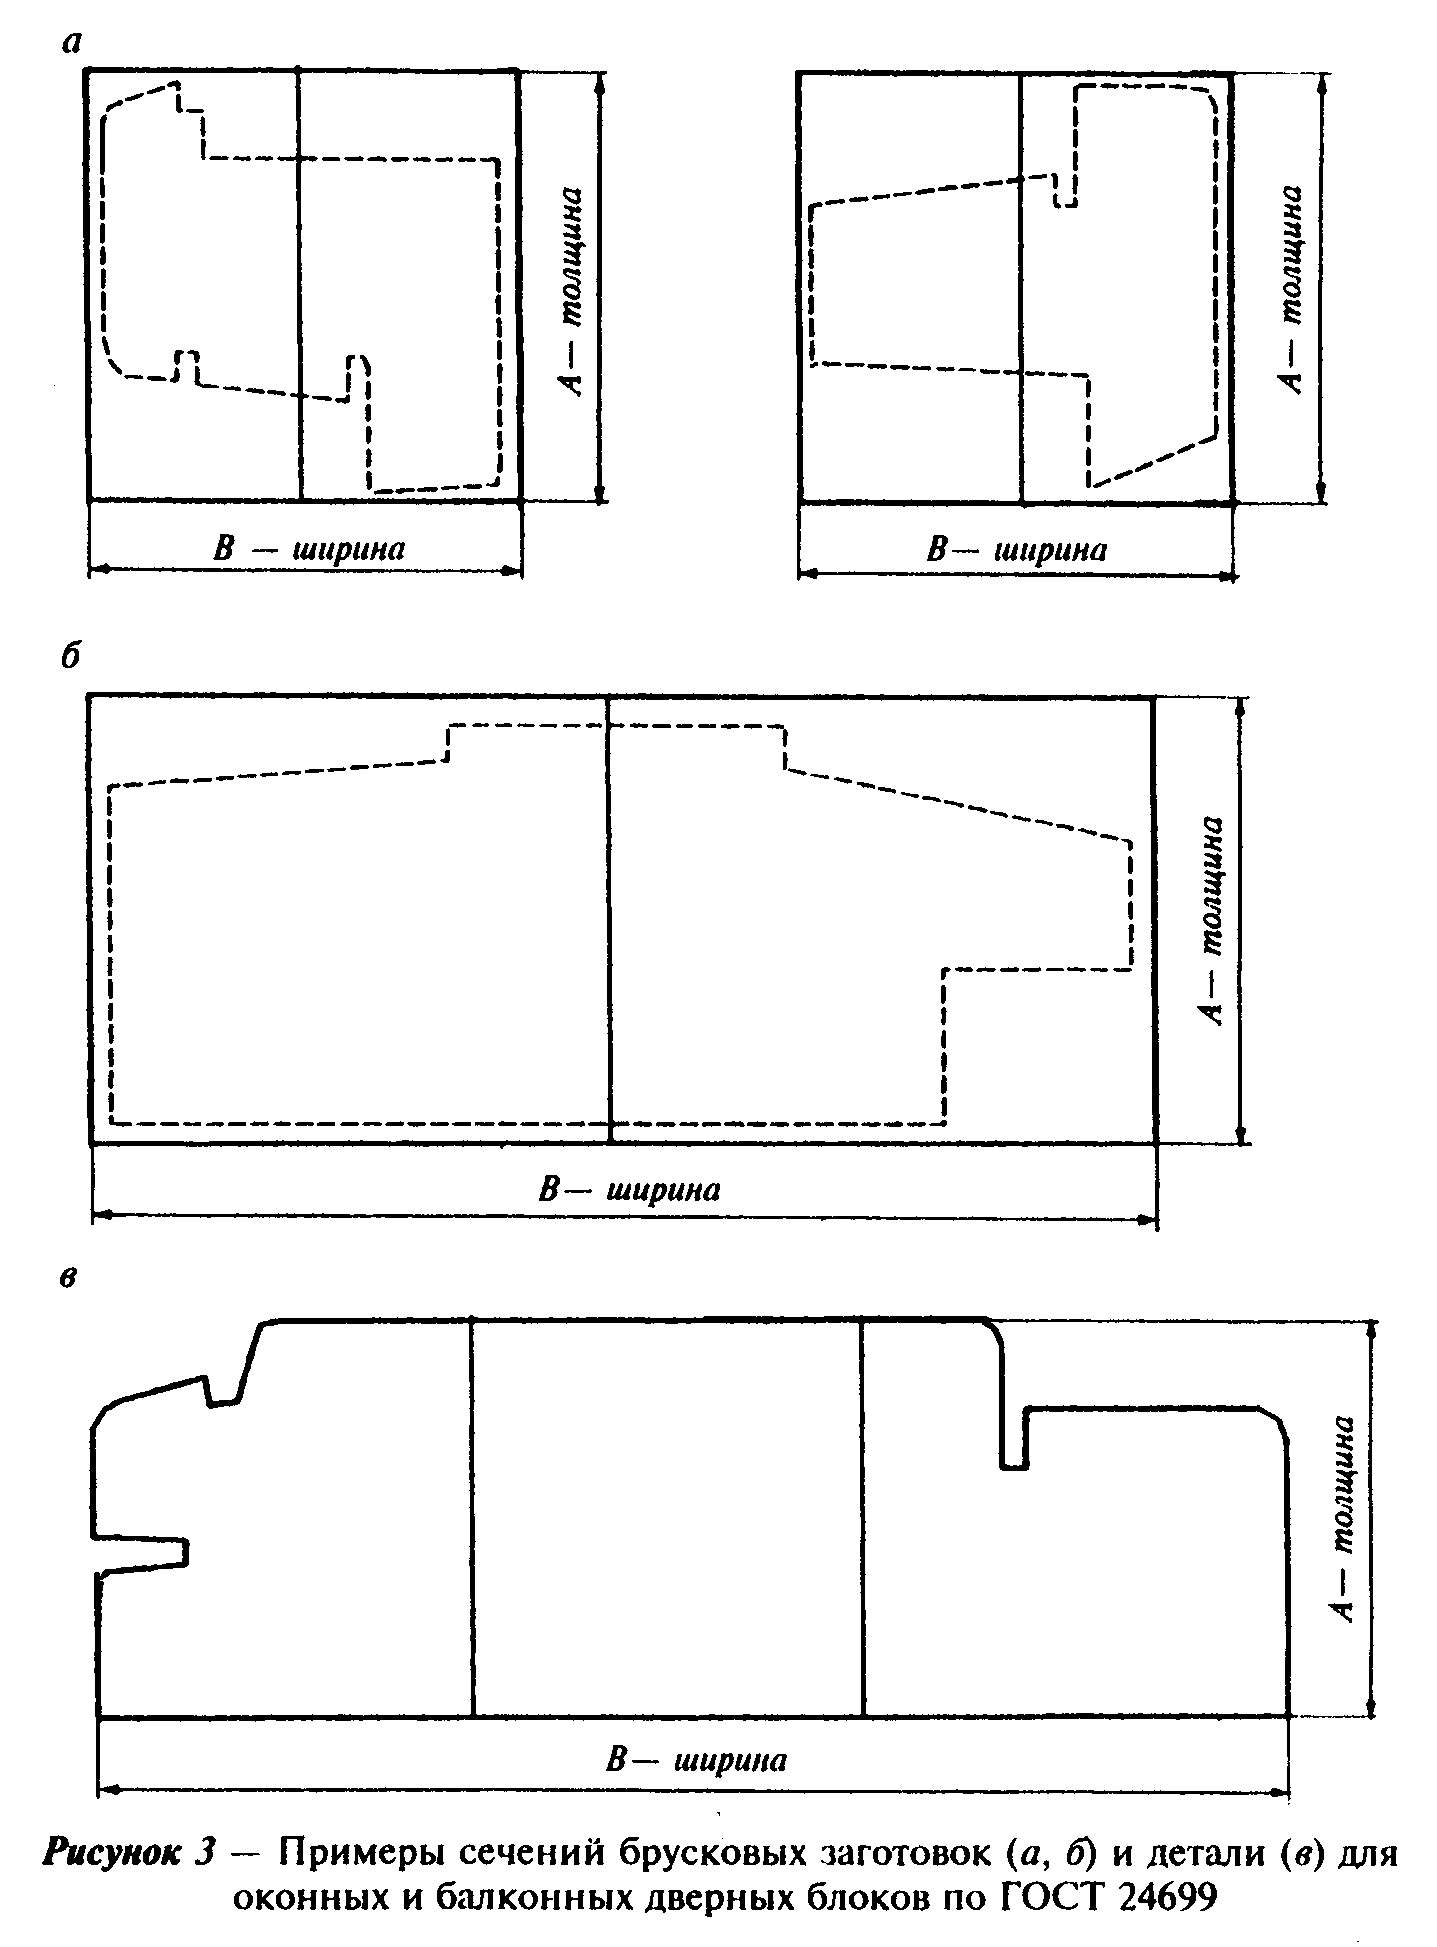 а
А — толщина
В — ширина
А — толщина
В — ширина
б
А — толщина
В — ширина
в
А — толщина
В — ширина
Рисунок 3 — Примеры сечений брусковых заготовок (а, б) и детали (в) для
оконных и балконных дверных блоков по ГОСТ 24699